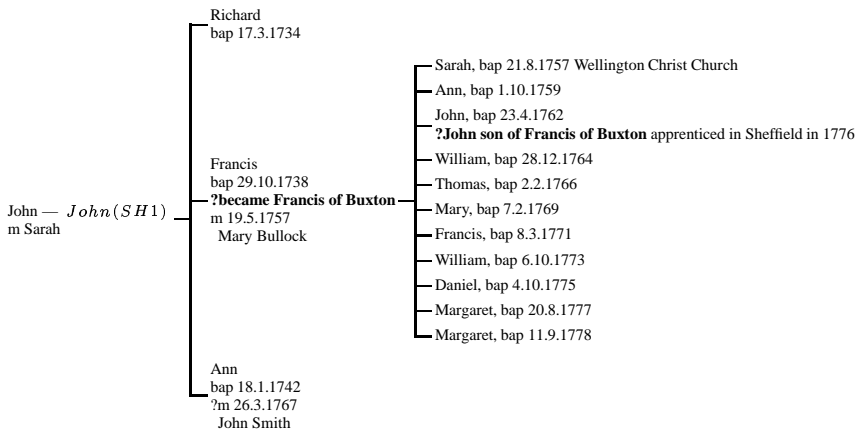 John — John(SH1)
m Sarah
Richard
bap 17.3.1734
Francis
bap 29.10.1738
?became Francis of Buxton
m 19.5.1757
Mary Bullock
Ann
bap 18.1.1742
?m 26.3.1767
John Smith
Sarah, bap 21.8.1757 Wellington Christ Church
Ann, bap 1.10.1759
John, bap 23.4.1762
?John son of Francis of Buxton apprenticed in Sheffield in 1776
William, bap 28.12.1764
Thomas, bap 2.2.1766
Mary, bap 7.2.1769
Francis, bap 8.3.1771
William, bap 6.10.1773
Daniel, bap 4.10.1775
Margaret, bap 20.8.1777
Margaret, bap 11.9.1778